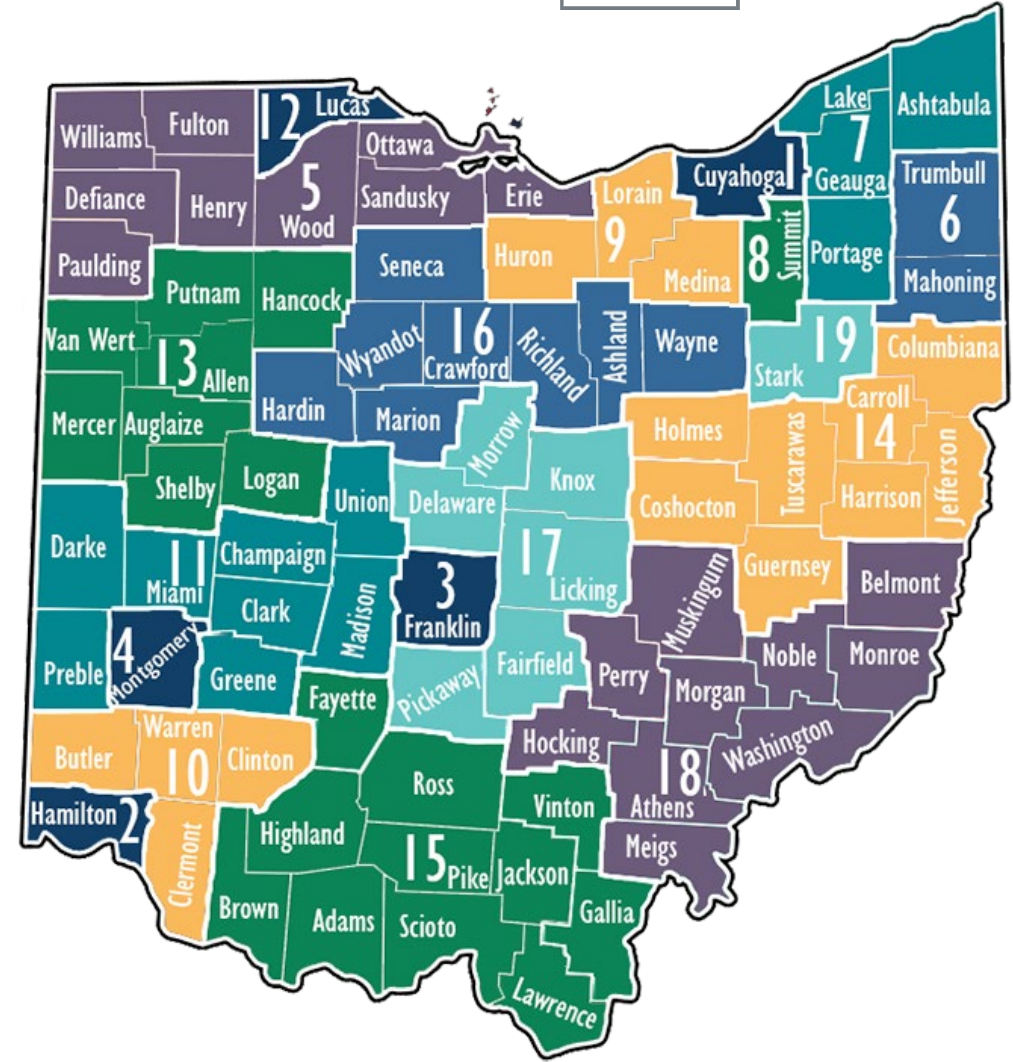 Ashtabula
Lake
7
Geauga
12 Lucas
Williams
Fulton
Ottawa
Cuyahoga 1
Trumbull
6
Mahoning
Defiance
Henry
5
Wood
Sandusky
Erie
Lorain
9
Paulding
Seneca
Huron
Medina
8 Summit
Portage
Putnam
Hancock
Van Wert
13 Allen
Wyandot
16
Crawford
Richland
Ashland
Wayne
19
Stark
Columbiana
Mercer
Auglaize
Hardin
Marion
Morrow
Holmes
Tuscarawas
Carroll
14
Jefferson
Shelby
Logan
Union
Delaware
Knox
Coshocton
Harrison
Darke
11
Miami
Champaign
Clark
Madison
3
Franklin
17
Licking
Muskingum
Guernsey
Belmont
Preble
4
Montgomery
Greene
Fayette
Pickaway
Fairfield
Perry
Morgan
Noble
Monroe
Butler
Warren
10
Clinton
Hocking
18
Athens
Washington
Hamilton 2
Clermont
Highland
Ross
Vinton
Meigs
Brown
Adams
15 Pike
Scioto
Jackson
Gallia
Lawrence